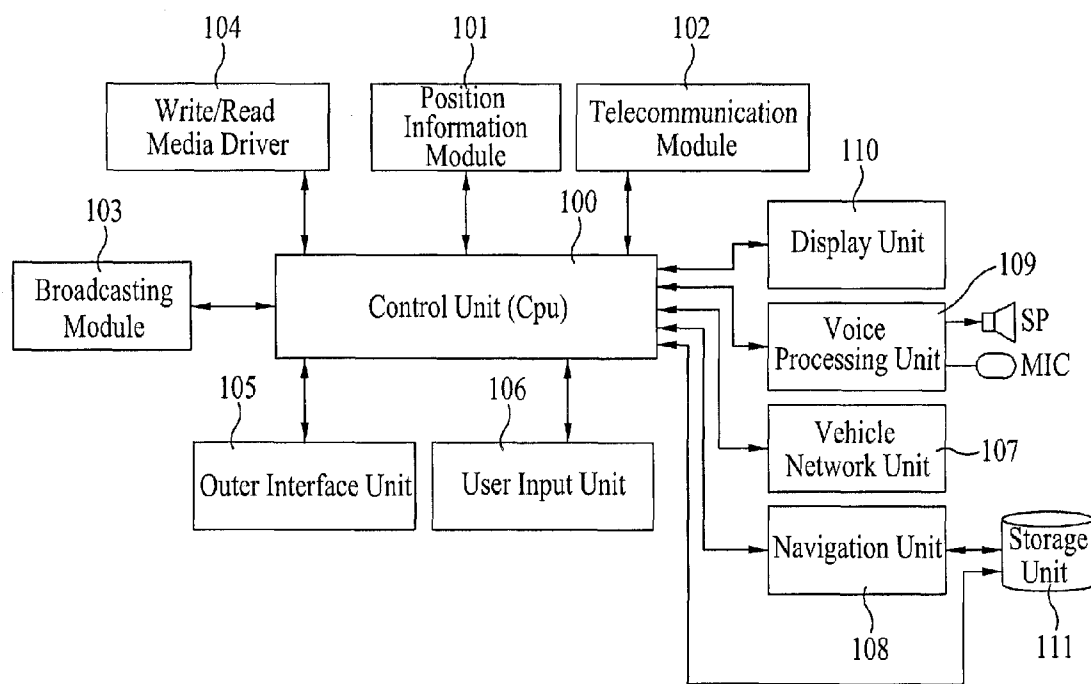 104
101
102
Write/Read
Media Driver
Position
Information
Module
Telecommunication
Module
103
100
110
Broadcasting
Module
Control Unit (Cpu)
Display Unit
109
Voice
Processing Unit
SP
MIC
105
106
Outer Interface Unit
User Input Unit
Vehicle
Network Unit
107
Navigation Unit
Storage
Unit
108
111